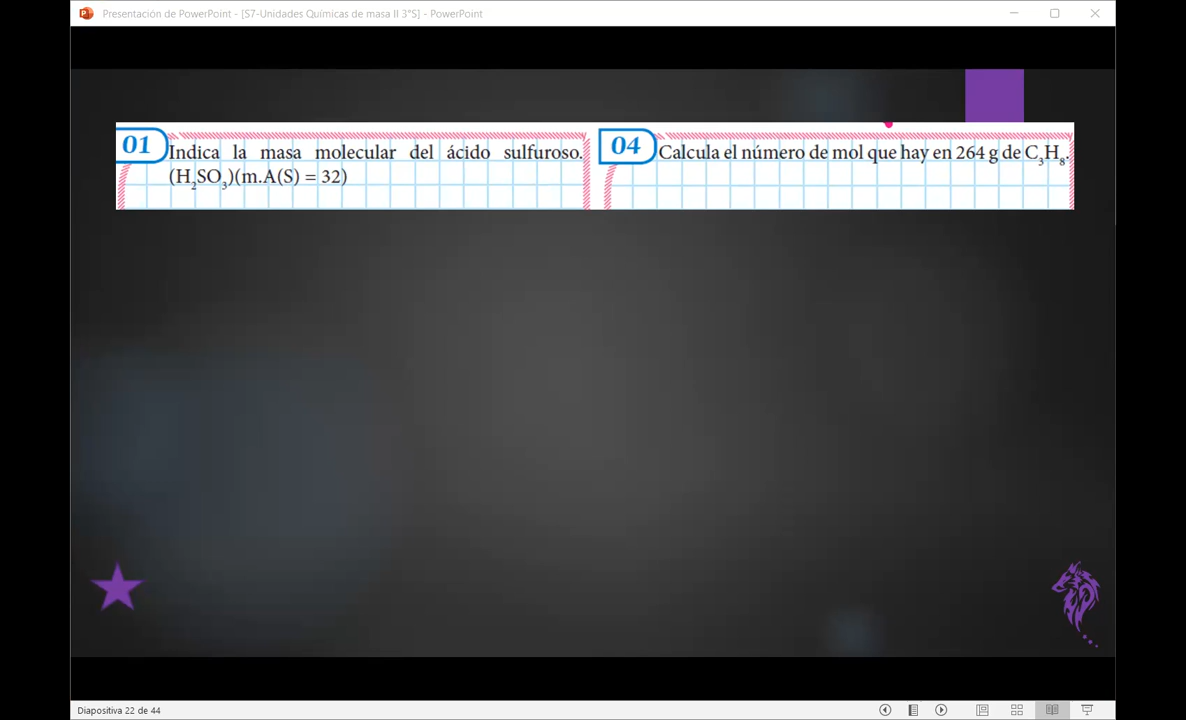 Presentación de PowerPoint - [S7-Unidades Químicas de masa II 3°S] - PowerPoint
01
Indica la masa molecular del ácido sulfuroso.
(H₂SO₃)(m.A(S) = 32)
04
Calcula el número de mol que hay en 264 g de C₃H₈.
Diapositiva 22 de 44